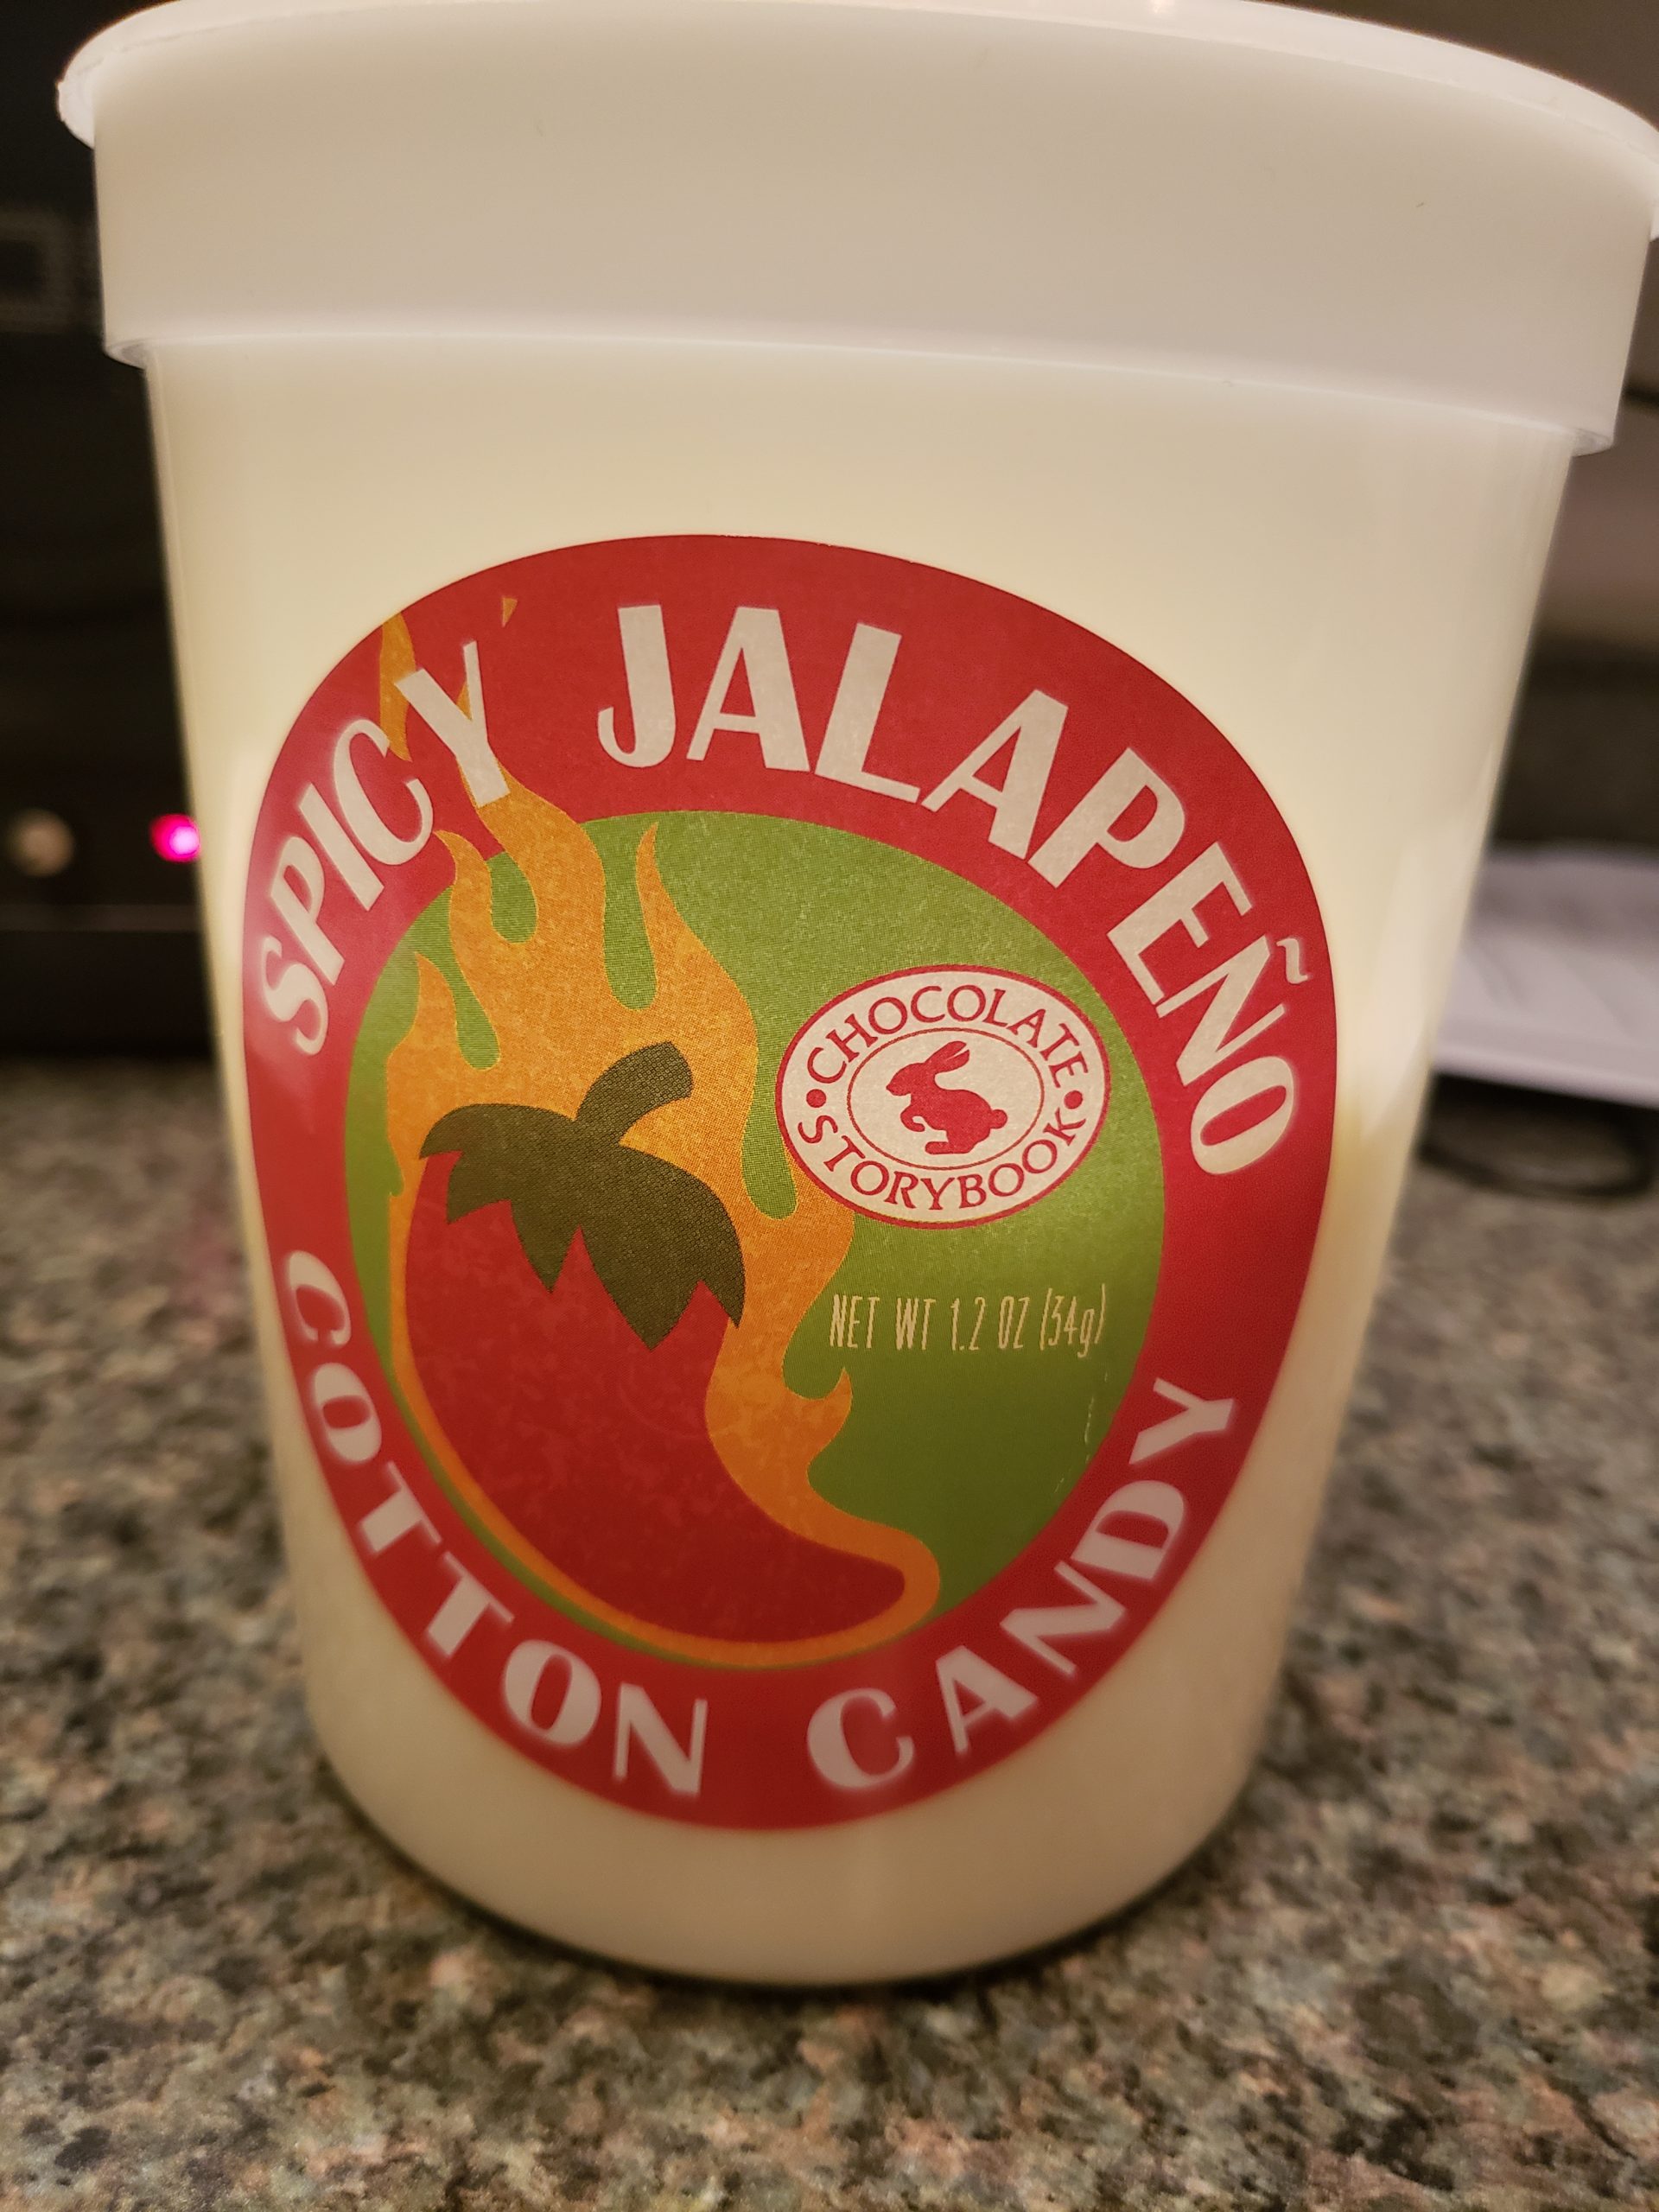 SPICY JALAPEÑO
CHOCOLATE
STORYBOOK
NET WT 1.2 OZ (34g)
COTTON CANDY